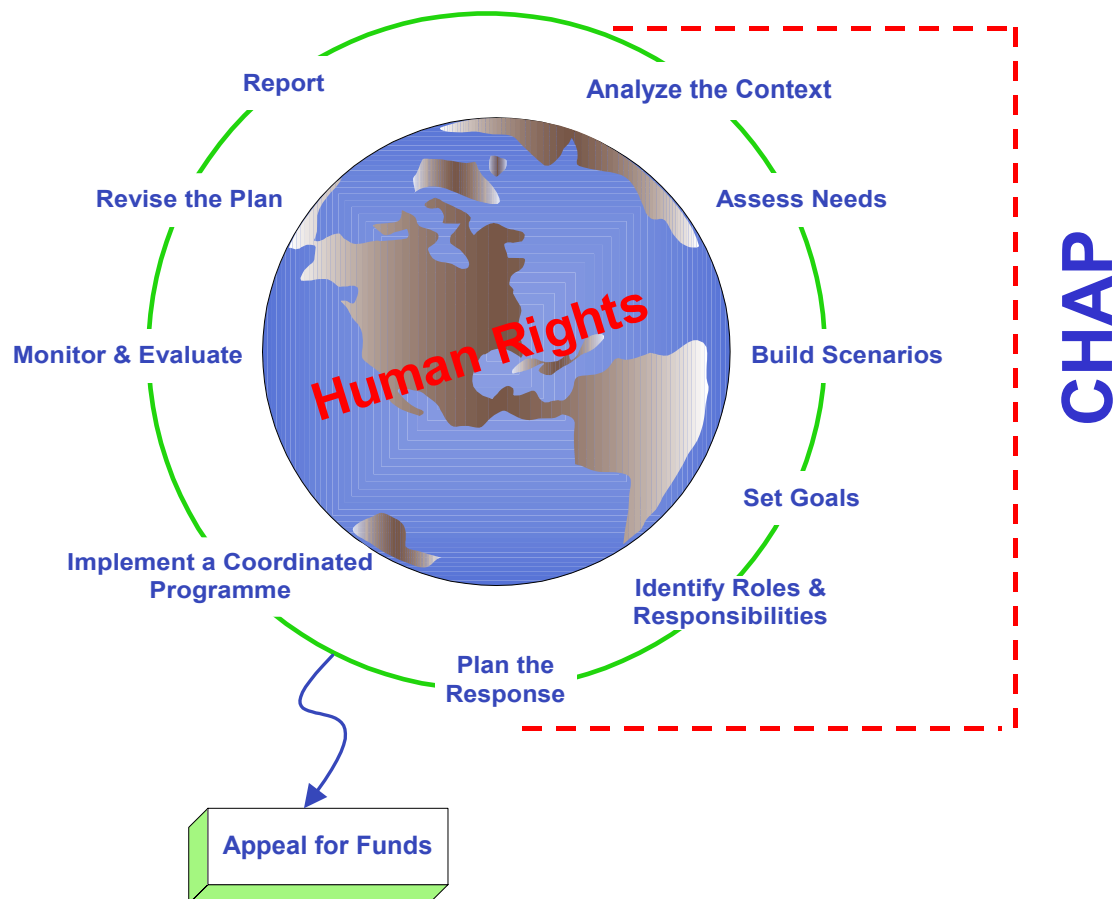 Report
Analyze the Context
Revise the Plan
Assess Needs
CHAP
Human Rights
Monitor & Evaluate
Build Scenarios
Set Goals
Implement a Coordinated
Programme
Identify Roles &
Responsibilities
Plan the
Response
Appeal for Funds